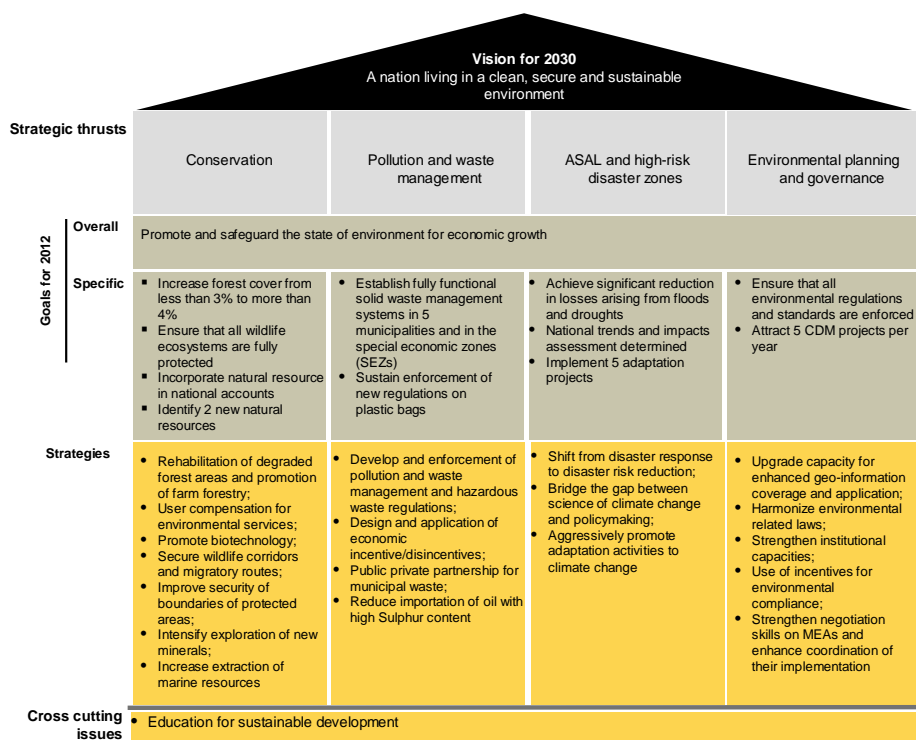 Vision for 2030
A nation living in a clean, secure and sustainable
environment
Strategic thrusts
Conservation
Pollution and waste
management
ASAL and high-risk
disaster zones
Environmental planning
and governance
Goals for 2012
Overall
Promote and safeguard the state of environment for economic growth
Specific
▪ Increase forest cover from
less than 3% to more than
4%
▪ Ensure that all wildlife
ecosystems are fully
protected
▪ Incorporate natural resource
in national accounts
▪ Identify 2 new natural
resources
• Establish fully functional
solid waste management
systems in 5
municipalities and in the
special economic zones
(SEZs)
• Sustain enforcement of
new regulations on
plastic bags
• Achieve significant reduction
in losses arising from floods
and droughts
• National trends and impacts
assessment determined
• Implement 5 adaptation
projects
• Ensure that all
environmental regulations
and standards are enforced
• Attract 5 CDM projects per
year
Strategies
• Rehabilitation of degraded
forest areas and promotion
of farm forestry;
• User compensation for
environmental services;
• Promote biotechnology;
• Secure wildlife corridors
and migratory routes;
• Improve security of
boundaries of protected
areas;
• Intensify exploration of new
minerals;
• Increase extraction of
marine resources
• Develop and enforcement of
pollution and waste
management and hazardous
waste regulations;
• Design and application of
economic
incentive/disincentives;
• Public private partnership for
municipal waste;
• Reduce importation of oil with
high Sulphur content
• Shift from disaster response
to disaster risk reduction;
• Bridge the gap between
science of climate change
and policymaking;
• Aggressively promote
adaptation activities to
climate change
• Upgrade capacity for
enhanced geo-information
coverage and application;
• Harmonize environmental
related laws;
• Strengthen institutional
capacities;
• Use of incentives for
environmental
compliance;
• Strengthen negotiation
skills on MEAs and
enhance coordination of
their implementation
Cross cutting
issues
• Education for sustainable development